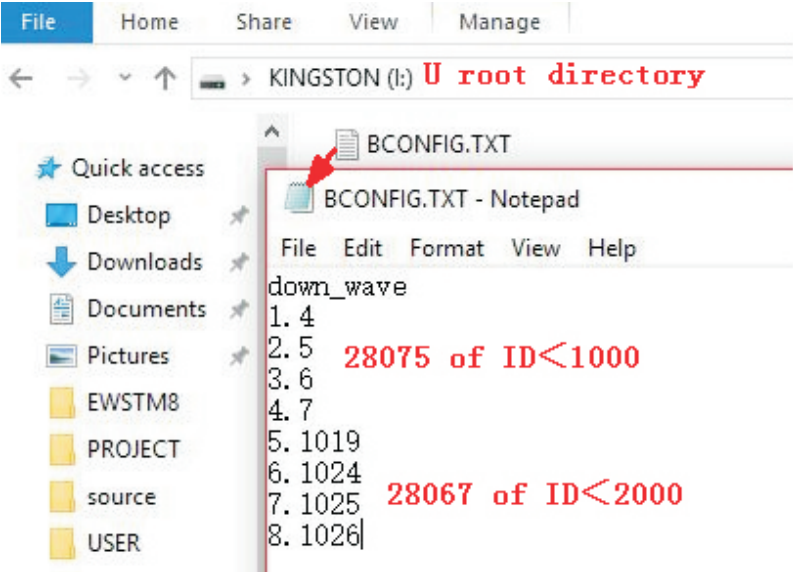 File Home Share View Manage
KINGSTON (I:) U root directory
BCONFIG.TXT
Quick access
Desktop
Downloads
Documents
Pictures
EWSTM8
PROJECT
source
USER
BCONFIG.TXT - Notepad
File Edit Format View Help
down_wave
1.4
2.5
3.6
4.7
28075 of ID<1000
5.1019
6.1024
7.1025
8.1026
28067 of ID<2000